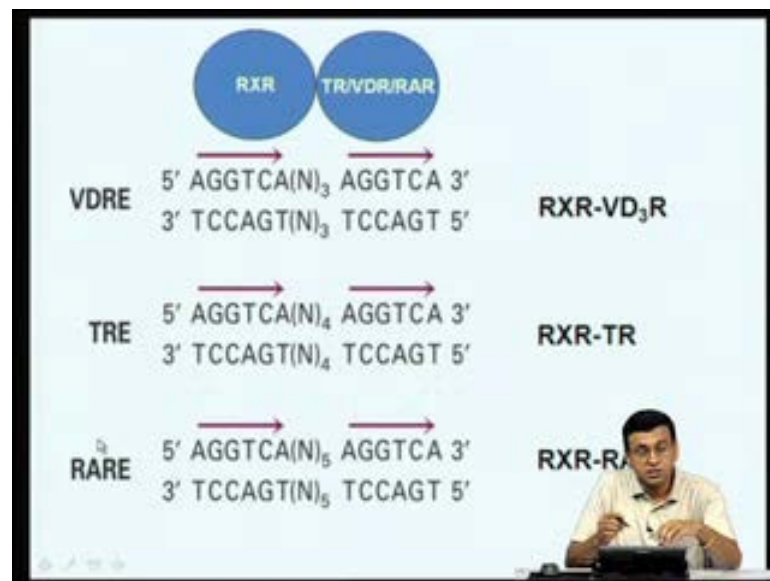 RXR TR/VDR/RAR
VDRE
5′ AGGTCA(N)₃ AGGTCA 3′
3′ TCCAGT(N)₃ TCCAGT 5′
RXR-VD₃R
TRE
5′ AGGTCA(N)₄ AGGTCA 3′
3′ TCCAGT(N)₄ TCCAGT 5′
RXR-TR
RARE
5′ AGGTCA(N)₅ AGGTCA 3′
3′ TCCAGT(N)₅ TCCAGT 5′
RXR-RA